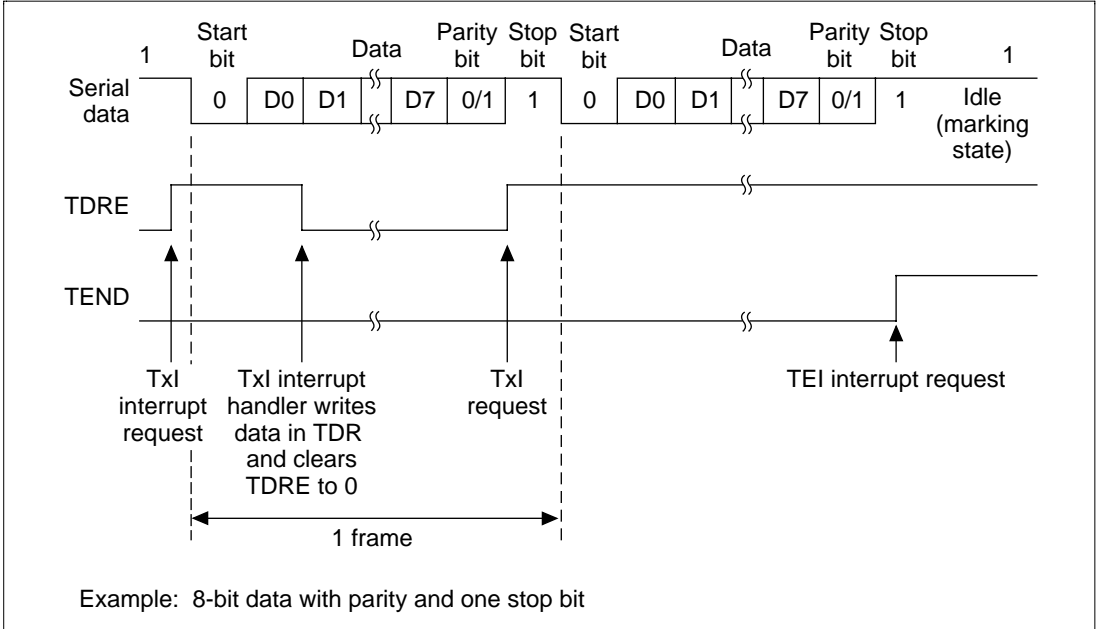 Start bit Data Parity bit Stop bit Start bit Data Parity bit Stop bit
1 1
Serial data 0 D0 D1 D7 0/1 1 0 D0 D1 D7 0/1 1 Idle (marking state)
TDRE
TEND
TxI interrupt request
TxI interrupt handler writes data in TDR and clears TDRE to 0
TxI request
TEI interrupt request
1 frame
Example: 8-bit data with parity and one stop bit